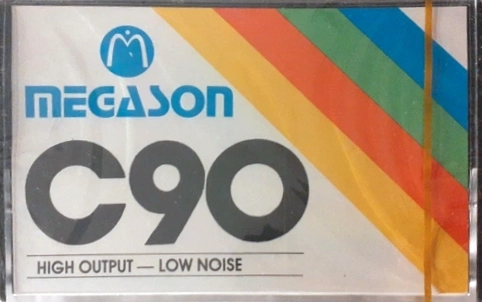 MEGASON
C90
HIGH OUTPUT — LOW NOISE